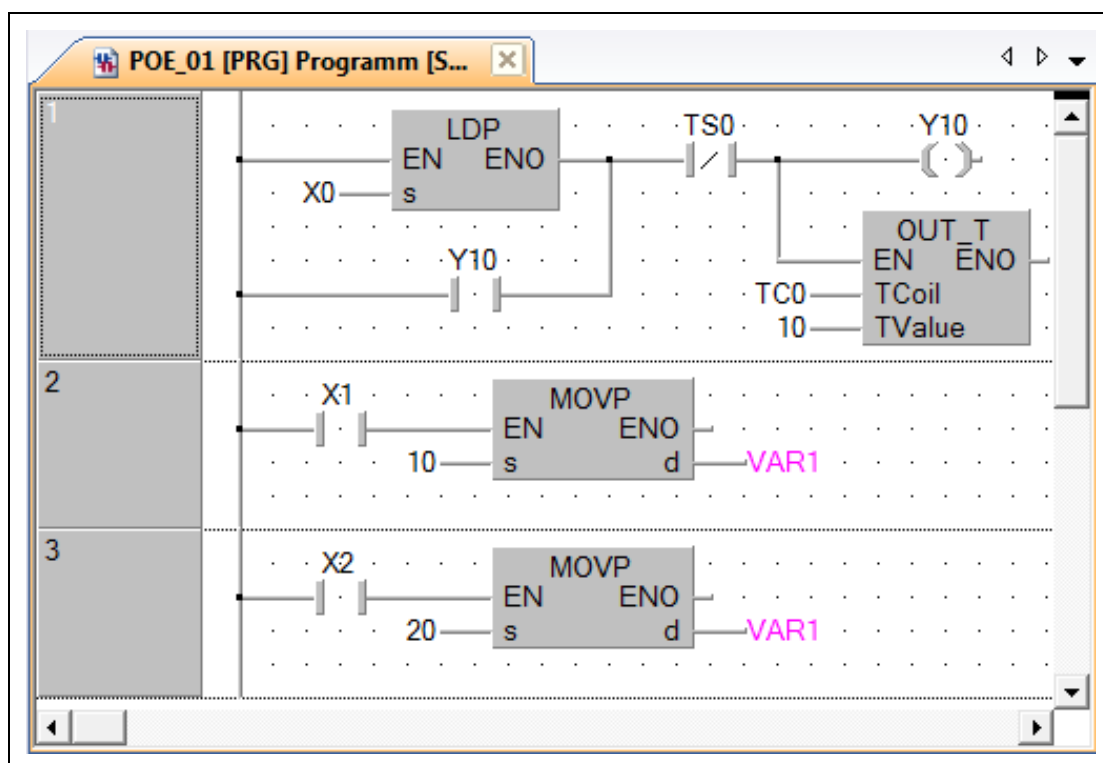 POE_01 [PRG] Programm [S...
1
LDP
TS0
Y10
EN ENO
X0
s
OUT_T
Y10
EN ENO
TC0
TCoil
10
TValue
2
X1
MOVP
EN ENO
10
s d
VAR1
3
X2
MOVP
EN ENO
20
s d
VAR1